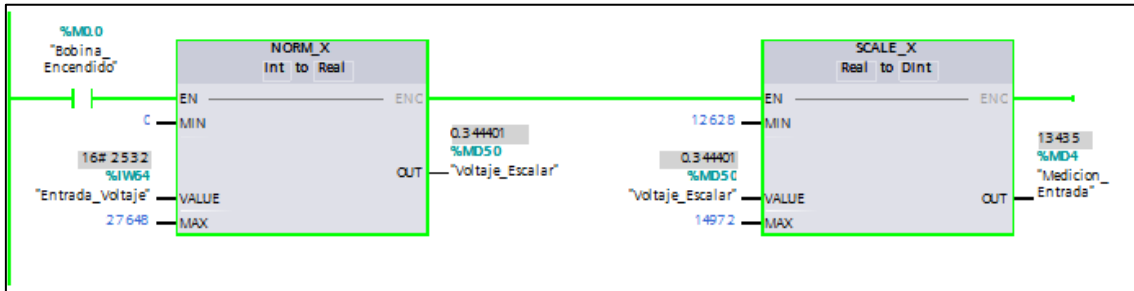 %M0.0
"Bobina_
Encendido"
NORM_X
Int to Real
EN
ENC
0
MIN
16# 2532
%IW64
"Entrada_Voltaje"
VALUE
27648
MAX
0.344401
%MD50
OUT
"Voltaje_Escalar"
SCALE_X
Real to DInt
EN
ENC
12628
MIN
0.344401
%MD50
"Voltaje_Escalar"
VALUE
14972
MAX
13435
%MD4
OUT
"Medicion_
Entrada"